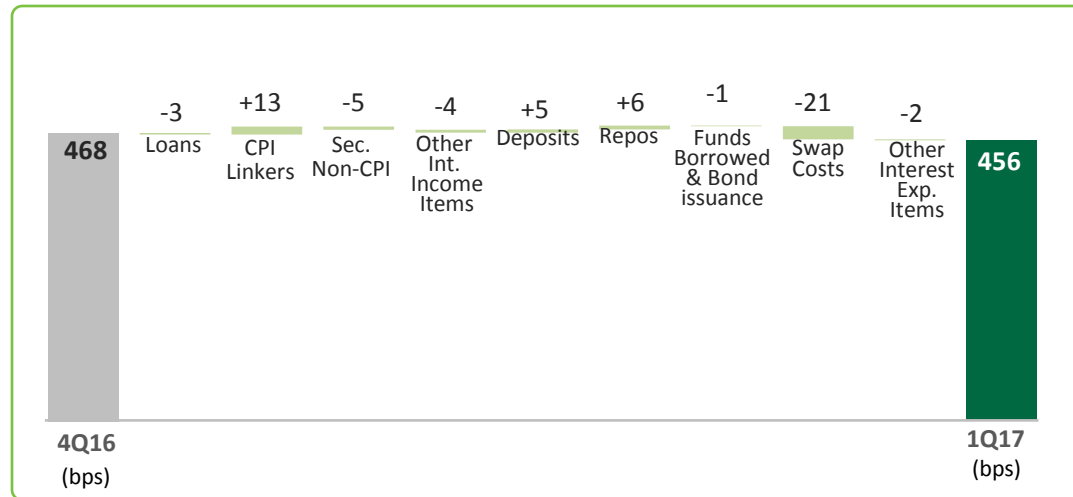 468
-3
Loans
+13
CPI
Linkers
-5
Sec.
Non-CPI
-4
Other
Int.
Income
Items
+5
Deposits
+6
Repos
-1
Funds
Borrowed
& Bond
issuance
-21
Swap
Costs
-2
Other
Interest
Exp.
Items
456
4Q16
(bps)
1Q17
(bps)